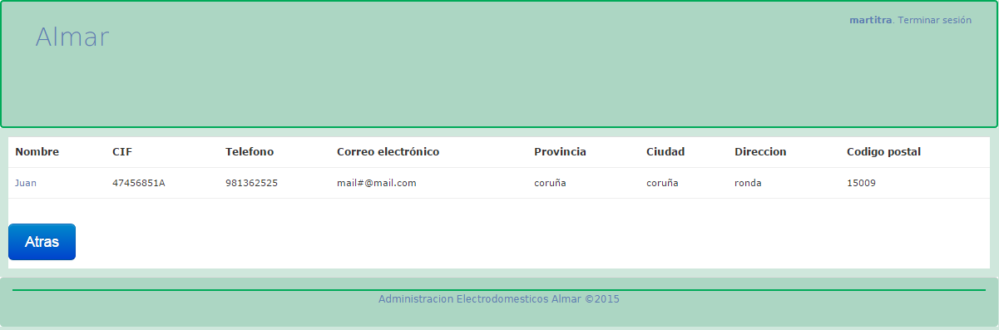 martitra. Terminar sesión
Almar
Nombre CIF Telefono Correo electrónico Provincia Ciudad Direccion Codigo postal
Juan 47456851A 981362525 mail#@mail.com coruña coruña ronda 15009
Atras
Administracion Electrodomesticos Almar ©2015